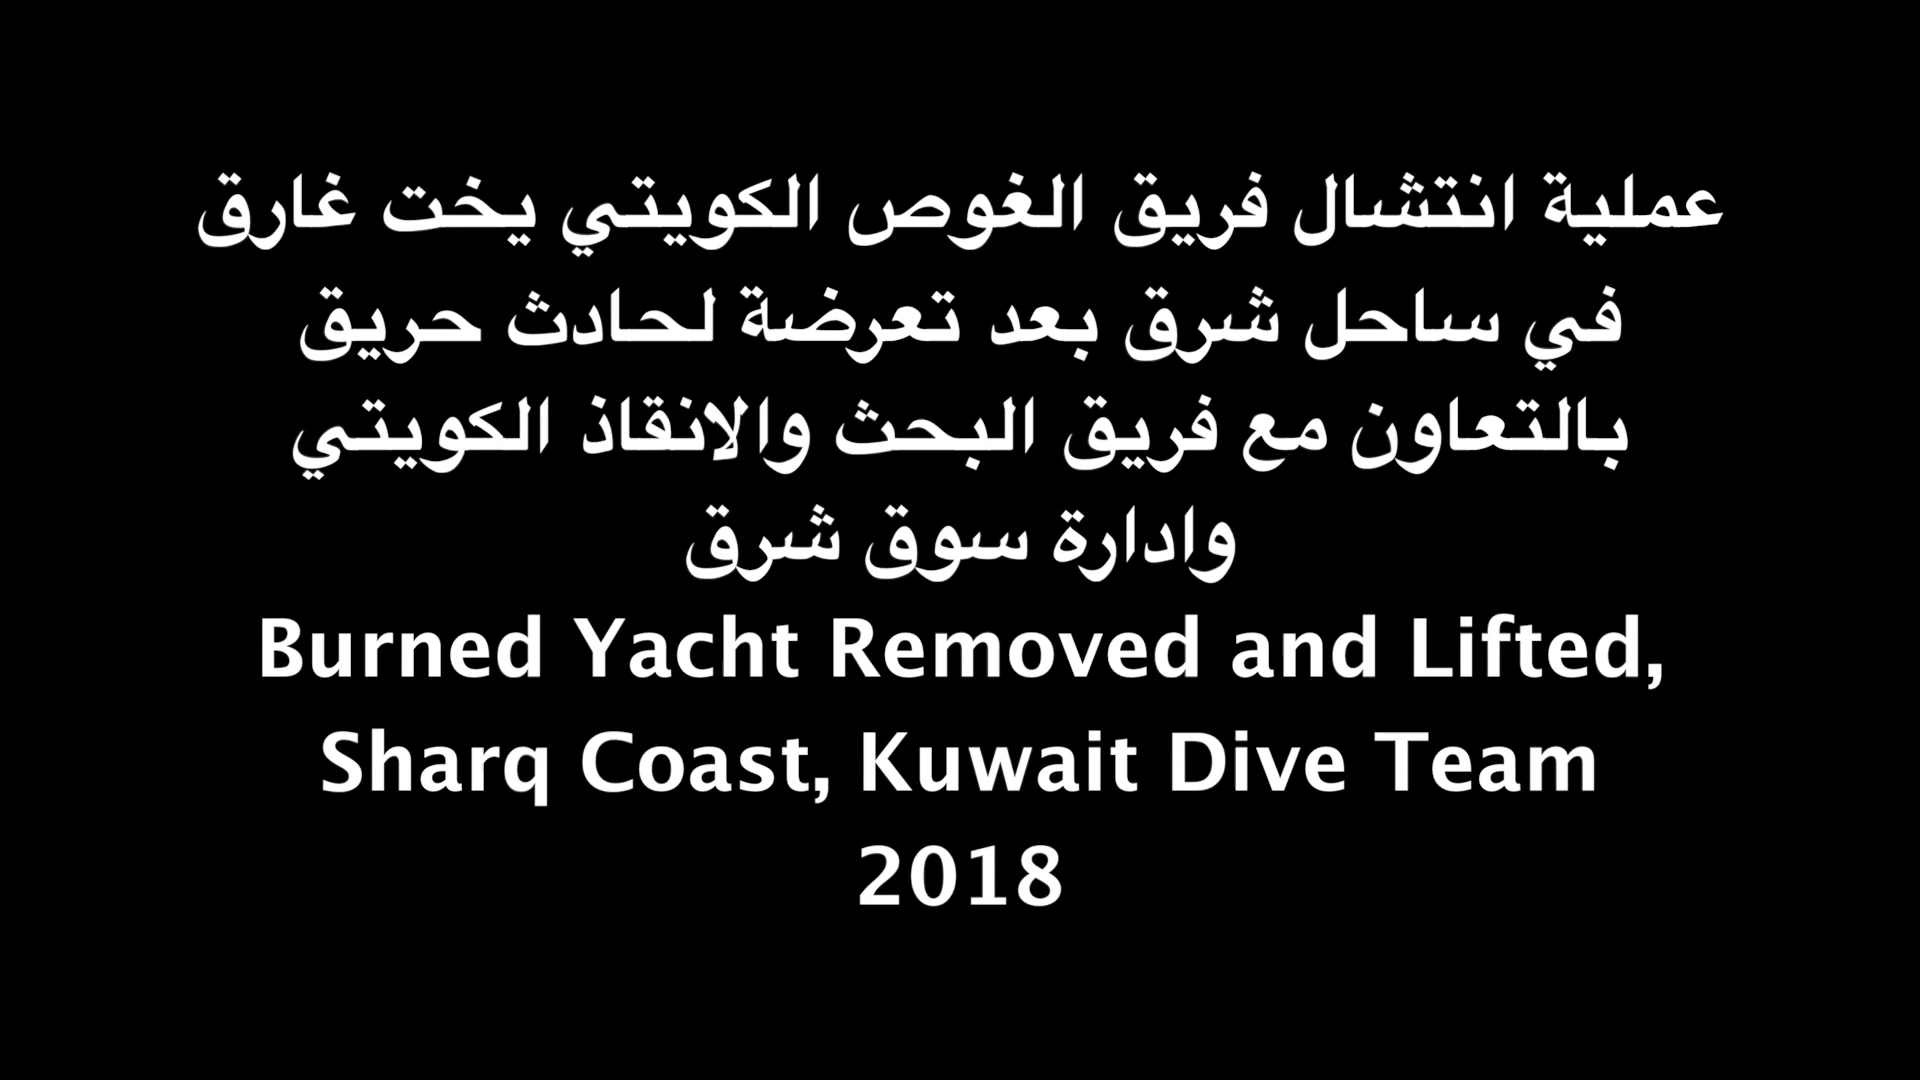 عملية انتشال فريق الغوص الكويتي يخت غارق
في ساحل شرق بعد تعرضة لحادث حريق
بالتعاون مع فريق البحث والانقاذ الكويتي
وادارة سوق شرق
Burned Yacht Removed and Lifted,
Sharq Coast, Kuwait Dive Team
2018